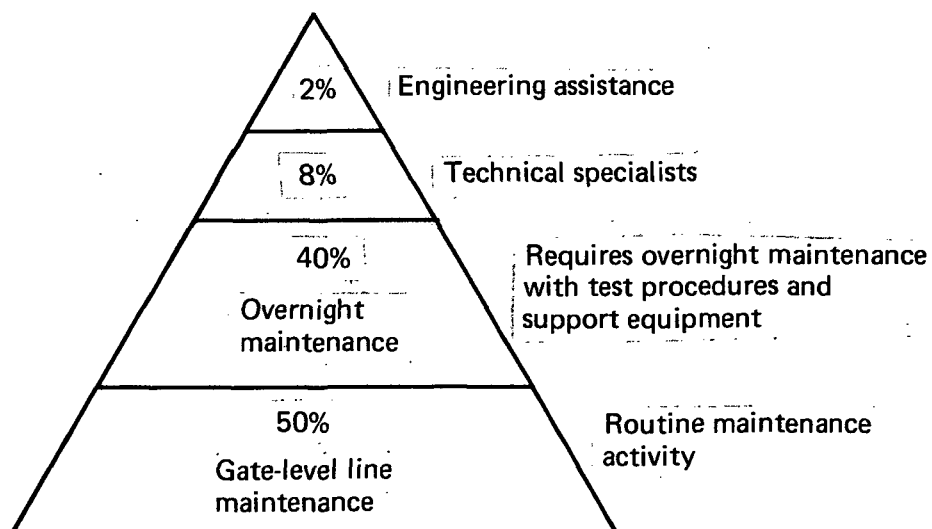 2%
Engineering assistance
8%
Technical specialists
40%
Overnight
maintenance
Requires overnight maintenance
with test procedures and
support equipment
50%
Gate-level line
maintenance
Routine maintenance
activity